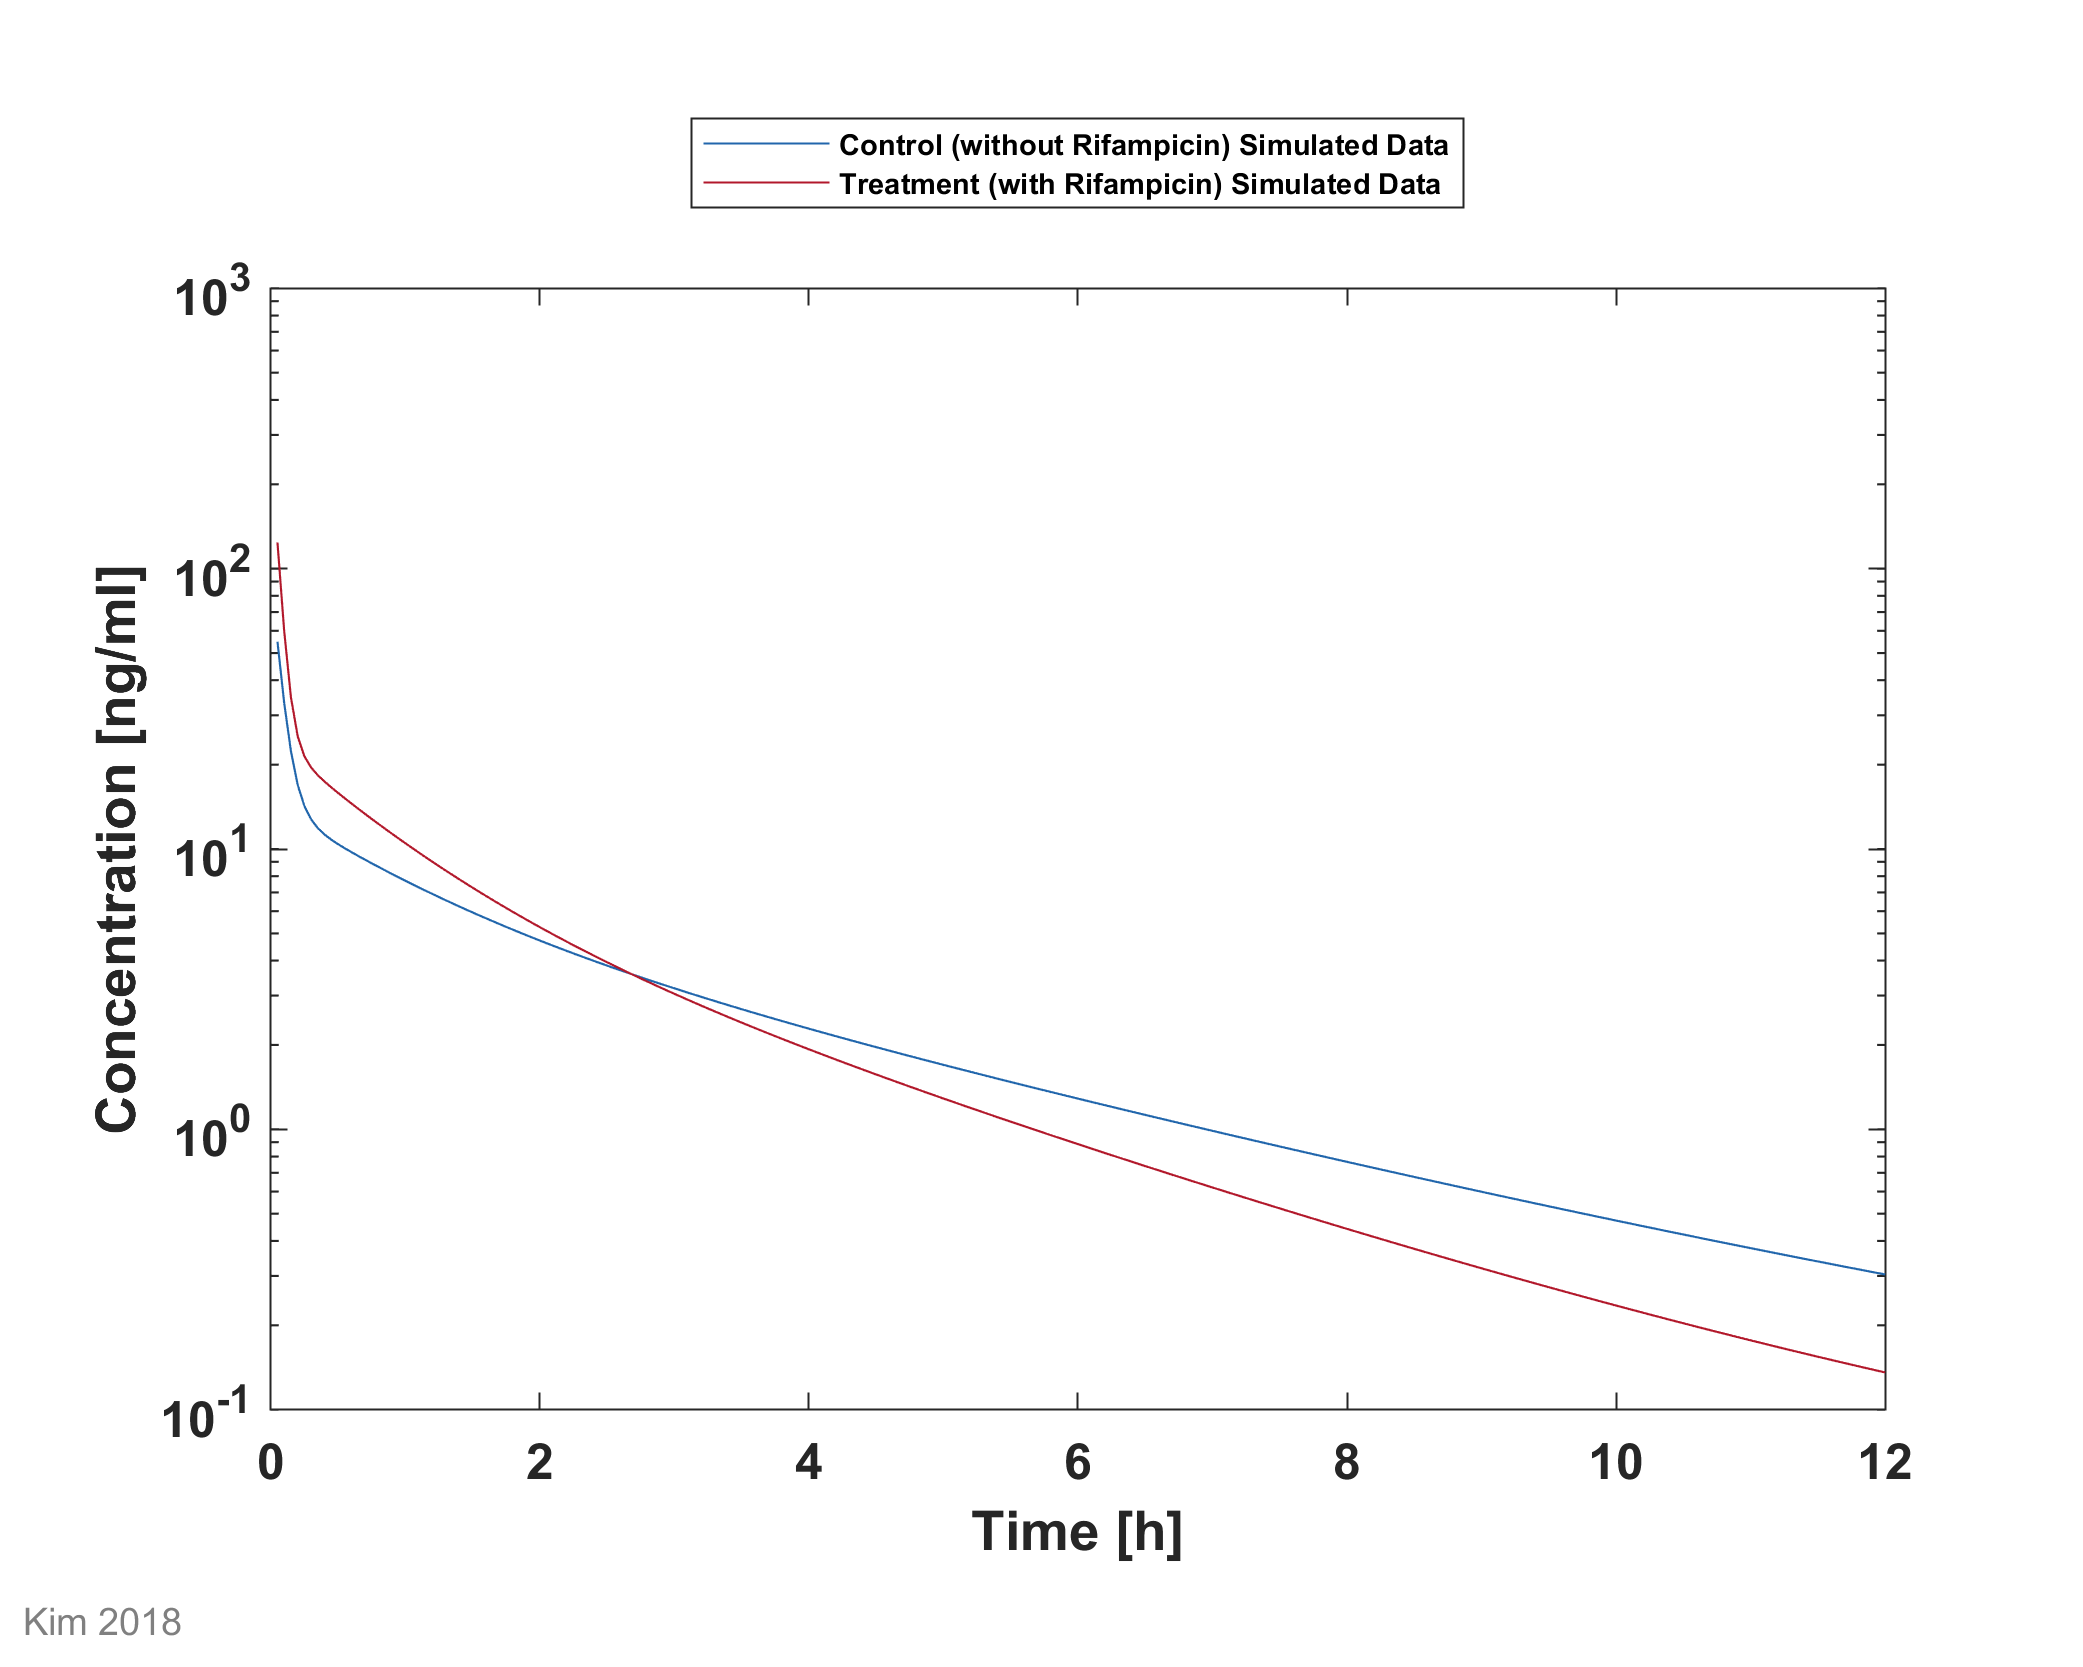 Control (without Rifampicin) Simulated Data
Treatment (with Rifampicin) Simulated Data
10³
10²
10¹
10⁰
10⁻¹
Concentration [ng/ml]
0 2 4 6 8 10 12
Time [h]
Kim 2018